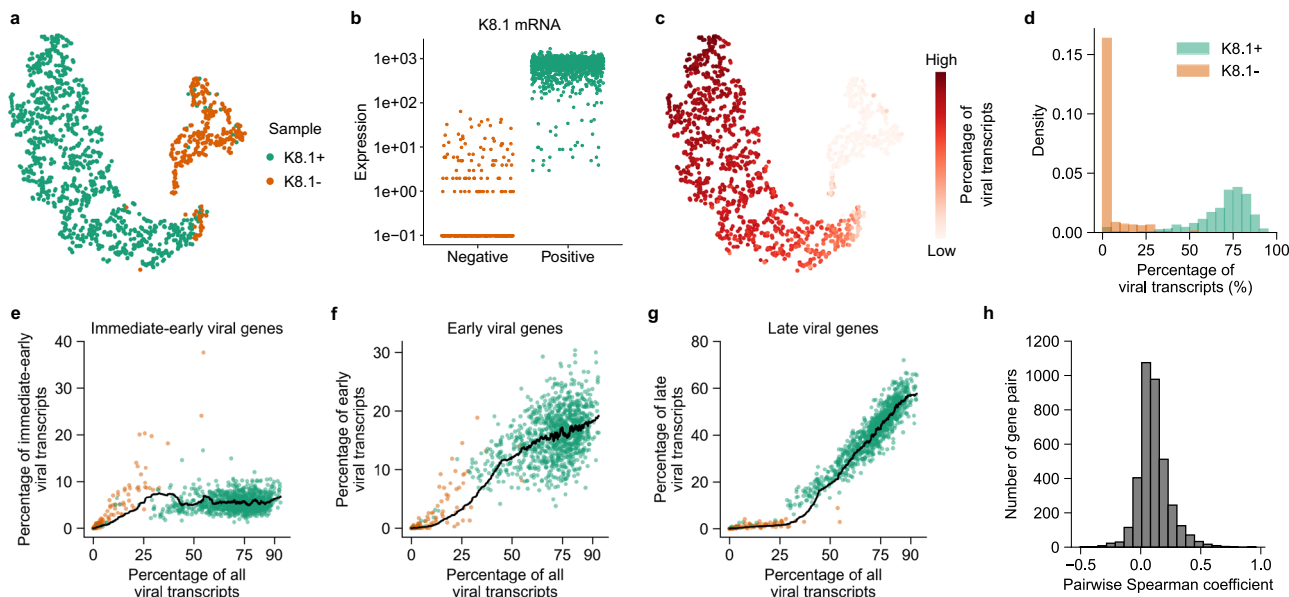 a
Sample
K8.1+
K8.1-
b
K8.1 mRNA
Expression
1e+03
1e+02
1e+01
1e+00
1e−01
Negative
Positive
c
High
Percentage of
viral transcripts
Low
d
Density
0.15
0.10
0.05
0.00
K8.1+
K8.1-
0
25
50
75
100
Percentage of
viral transcripts (%)
e
Immediate-early viral genes
Percentage of immediate-early
viral transcripts
40
30
20
10
0
0
25
50
75
90
Percentage of all
viral transcripts
f
Early viral genes
Percentage of early
viral transcripts
30
20
10
0
0
25
50
75
90
Percentage of all
viral transcripts
g
Late viral genes
Percentage of late
viral transcripts
80
60
40
20
0
0
25
50
75
90
Percentage of all
viral transcripts
h
Number of gene pairs
1200
1000
800
600
400
200
0
−0.5
0.0
0.5
1.0
Pairwise Spearman coefficient